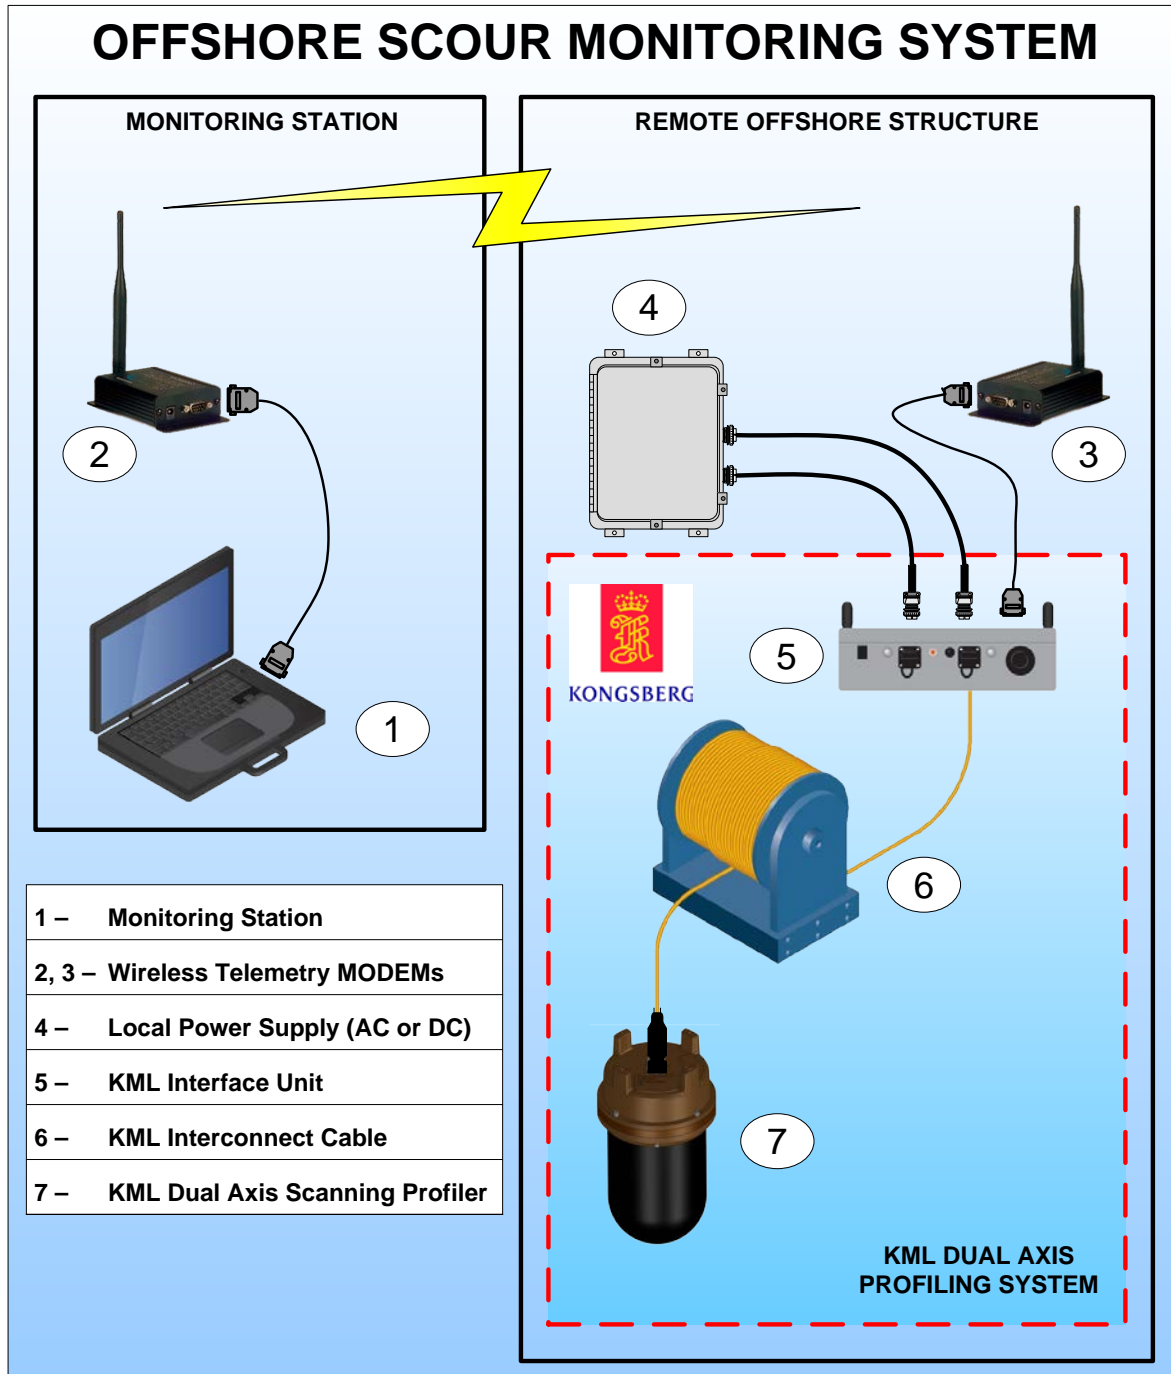 OFFSHORE SCOUR MONITORING SYSTEM
MONITORING STATION
REMOTE OFFSHORE STRUCTURE
4
2
3
5
KONGSBERG
1
6
7
1 – Monitoring Station
2, 3 – Wireless Telemetry MODEMs
4 – Local Power Supply (AC or DC)
5 – KML Interface Unit
6 – KML Interconnect Cable
7 – KML Dual Axis Scanning Profiler
KML DUAL AXIS
PROFILING SYSTEM